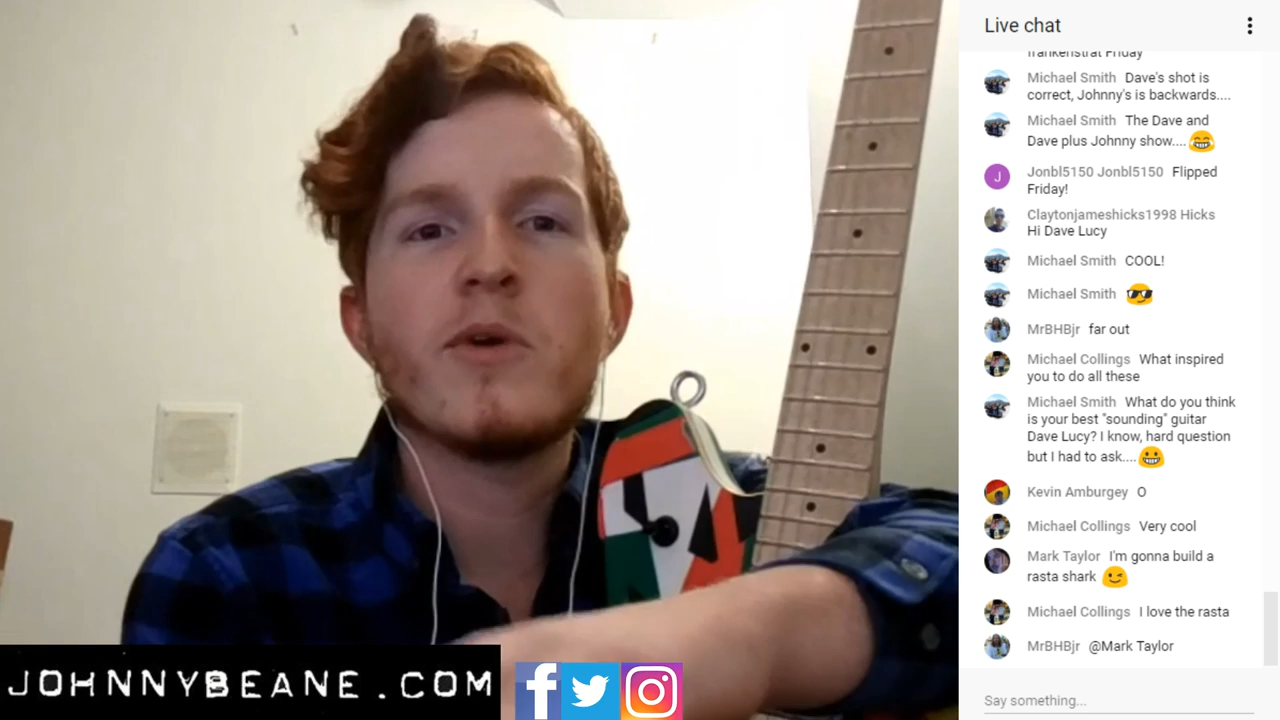 Live chat
frankenstrat Friday
Michael Smith Dave's shot is
correct, Johnny's is backwards....
Michael Smith The Dave and
Dave plus Johnny show....
J
Jonbl5150 Jonbl5150 Flipped
Friday!
Claytonjameshicks1998 Hicks
Hi Dave Lucy
Michael Smith COOL!
Michael Smith
MrBHBjr far out
Michael Collings What inspired
you to do all these
Michael Smith What do you think
is your best "sounding" guitar
Dave Lucy? I know, hard question
but I had to ask....
Kevin Amburgey O
Michael Collings Very cool
Mark Taylor I'm gonna build a
rasta shark
Michael Collings I love the rasta
MrBHBjr @Mark Taylor
Say something...
JOHNNYBEANE.COM